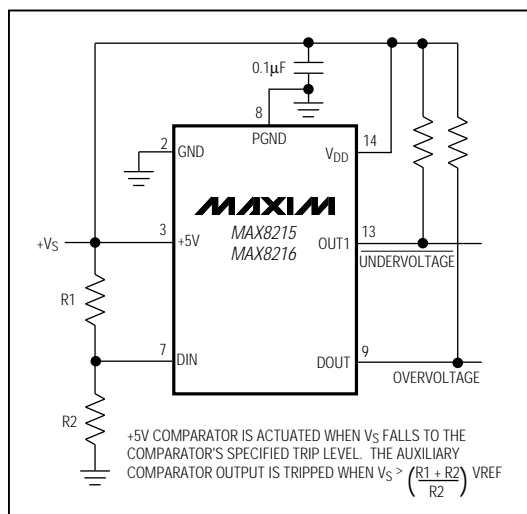 0.1µF
8
PGND
2
GND
14
VDD
MAXIM
MAX8215
MAX8216
+VS
3
+5V
OUT1
13
UNDERVOLTAGE
R1
7
DIN
DOUT
9
OVERVOLTAGE
R2
+5V COMPARATOR IS ACTUATED WHEN VS FALLS TO THE
COMPARATOR'S SPECIFIED TRIP LEVEL. THE AUXILIARY
COMPARATOR OUTPUT IS TRIPPED WHEN VS > (R1 + R2 / R2) VREF